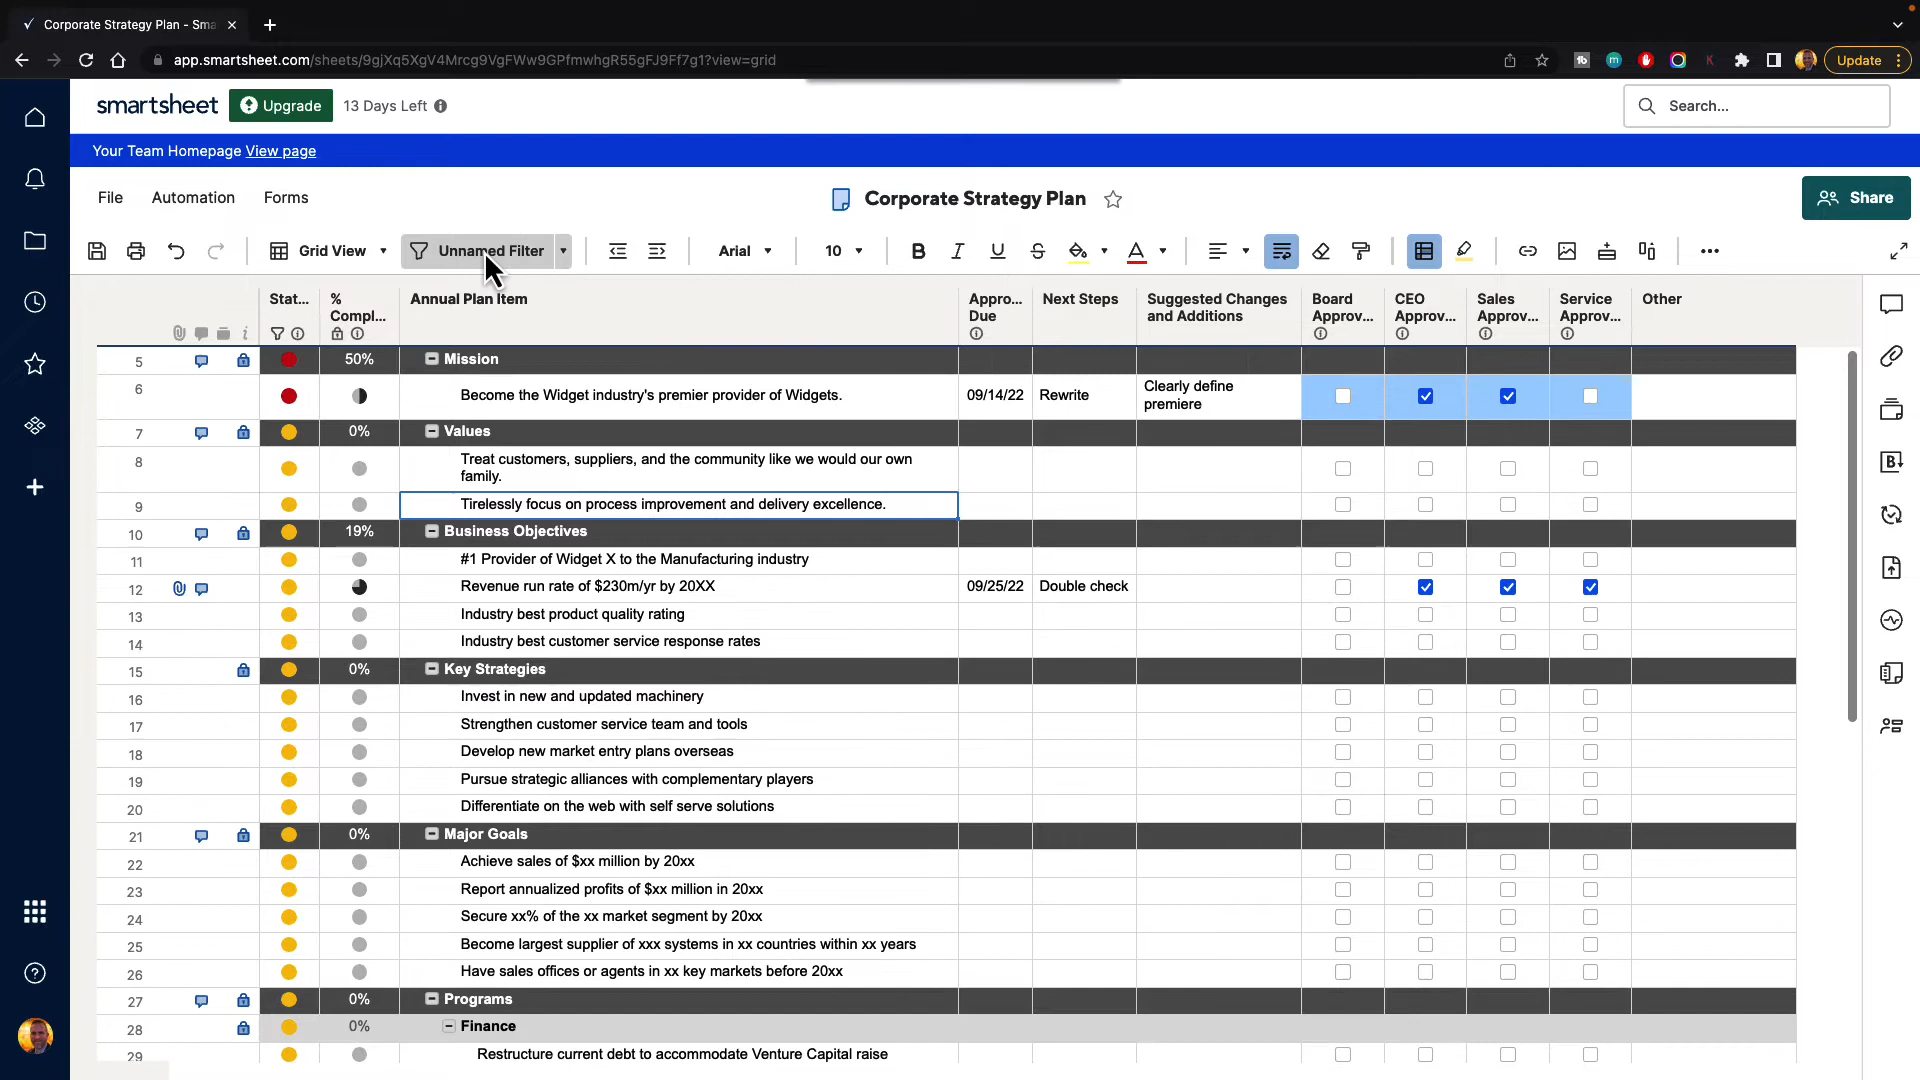 Corporate Strategy Plan - Sma
app.smartsheet.com/sheets/9gjXq5XgV4Mrcg9VgFWw9GPfmwhgR55gFJ9Ff7g1?view=grid
Update
smartsheet
Upgrade
13 Days Left
Search...
Your Team Homepage View page
File
Automation
Forms
Corporate Strategy Plan
Share
Grid View
Unnamed Filter
Arial
10
B
I
U
S
A
Stat...
% Compl...
Annual Plan Item
Appro... Due
Next Steps
Suggested Changes and Additions
Board Approv...
CEO Approv...
Sales Approv...
Service Approv...
Other
5 50% Mission
6 Become the Widget industry's premier provider of Widgets. 09/14/22 Rewrite Clearly define premiere
7 0% Values
8 Treat customers, suppliers, and the community like we would our own family.
9 Tirelessly focus on process improvement and delivery excellence.
10 19% Business Objectives
11 #1 Provider of Widget X to the Manufacturing industry
12 Revenue run rate of $230m/yr by 20XX 09/25/22 Double check
13 Industry best product quality rating
14 Industry best customer service response rates
15 0% Key Strategies
16 Invest in new and updated machinery
17 Strengthen customer service team and tools
18 Develop new market entry plans overseas
19 Pursue strategic alliances with complementary players
20 Differentiate on the web with self serve solutions
21 0% Major Goals
22 Achieve sales of $xx million by 20xx
23 Report annualized profits of $xx million in 20xx
24 Secure xx% of the xx market segment by 20xx
25 Become largest supplier of xxx systems in xx countries within xx years
26 Have sales offices or agents in xx key markets before 20xx
27 0% Programs
28 0% Finance
29 Restructure current debt to accommodate Venture Capital raise